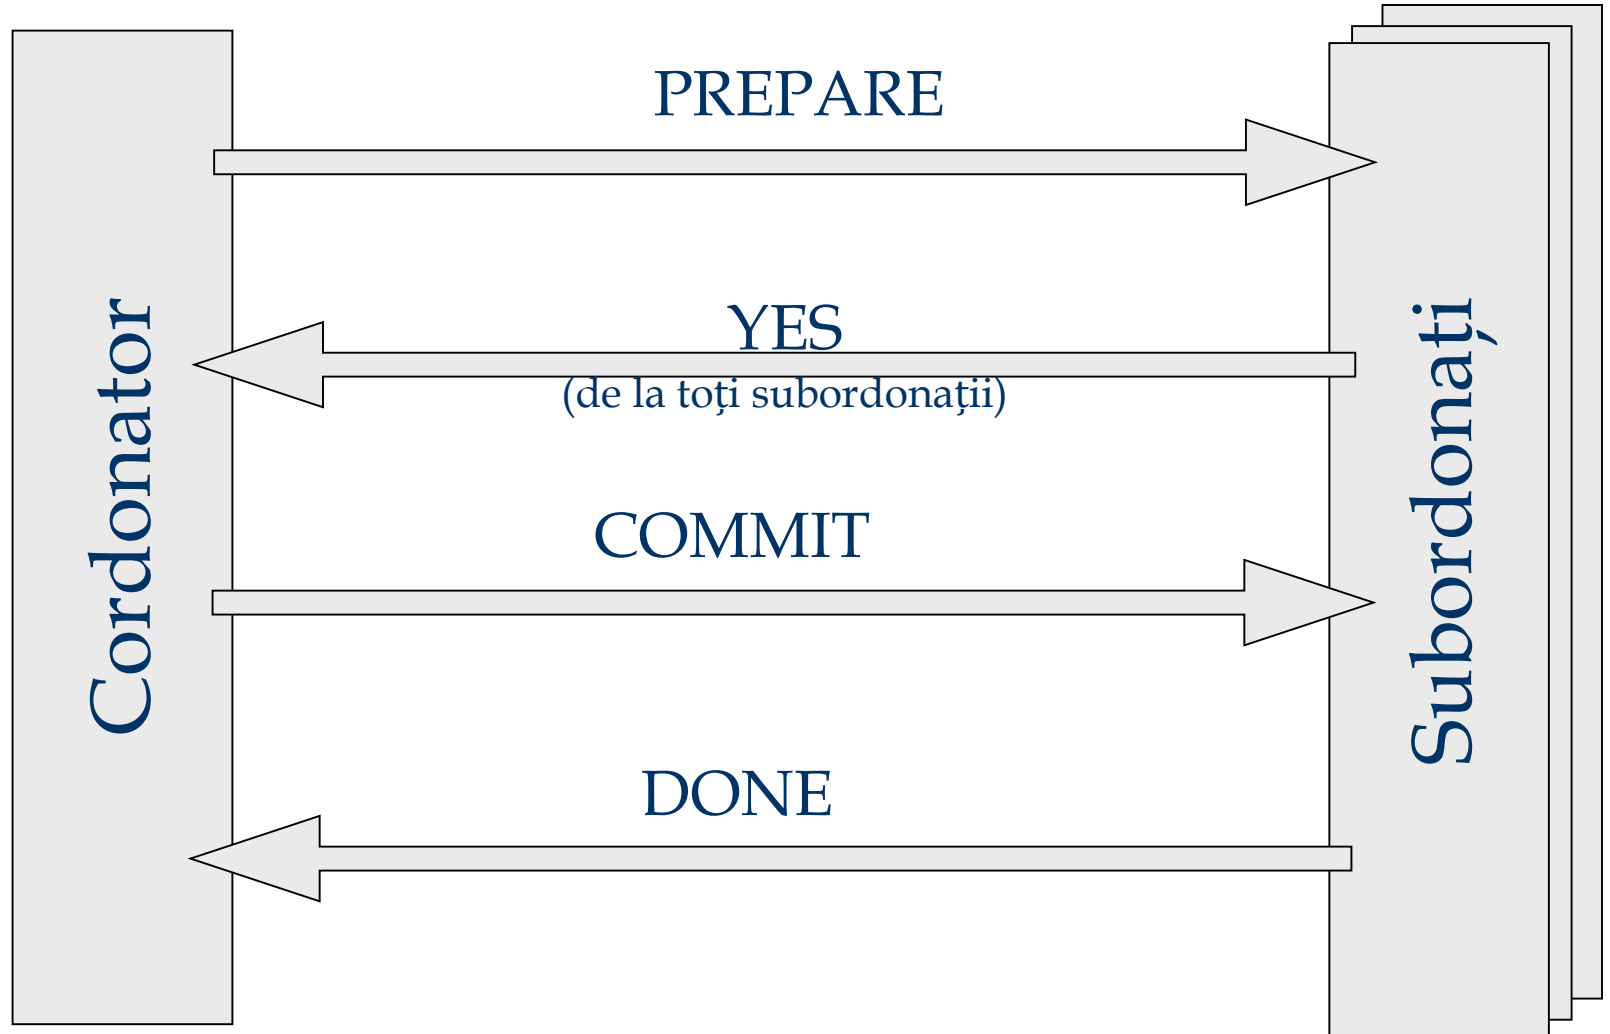 Cordonator
PREPARE
YES
(de la toți subordonații)
COMMIT
DONE
Subordonați